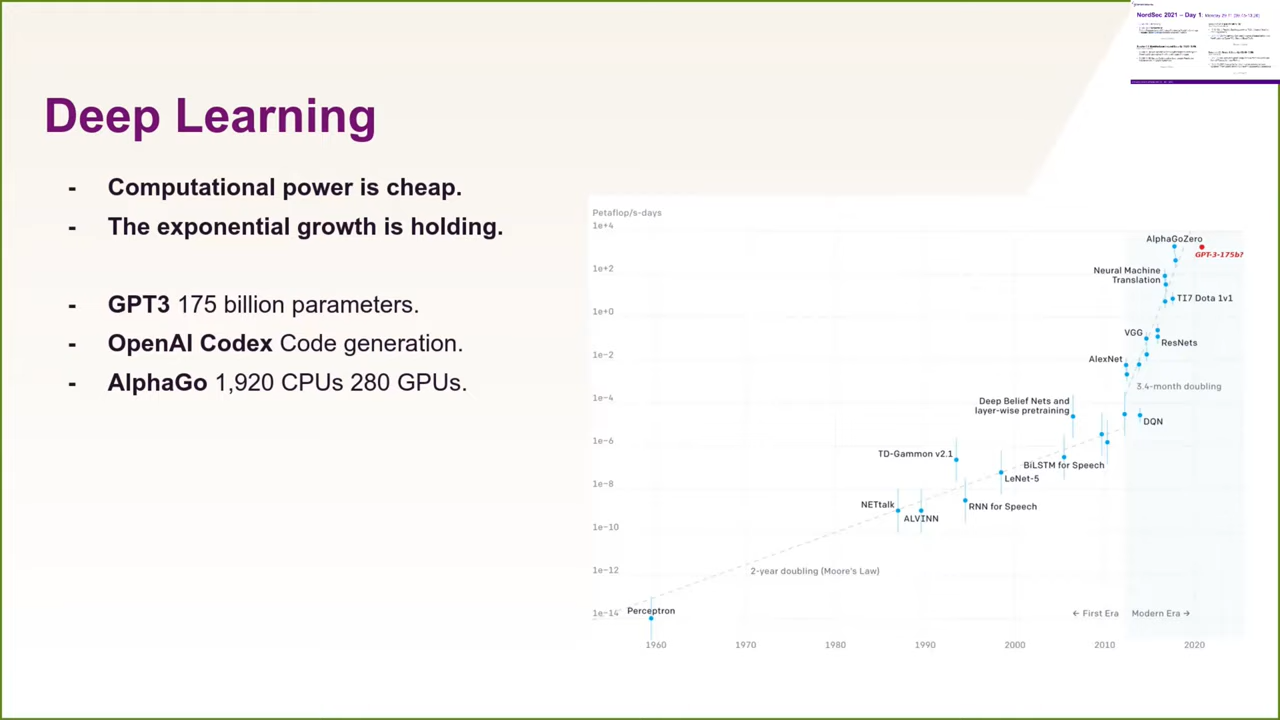 NordSec 2021 – Day 1
Deep Learning
- Computational power is cheap.
- The exponential growth is holding.
- GPT3 175 billion parameters.
- OpenAI Codex Code generation.
- AlphaGo 1,920 CPUs 280 GPUs.
Petaflop/s-days
1e+4
1e+2
1e+0
1e-2
1e-4
1e-6
1e-8
1e-10
1e-12
1e-14
AlphaGoZero
GPT-3-175b?
Neural Machine
Translation
TI7 Dota 1v1
VGG
ResNets
AlexNet
3.4-month doubling
Deep Belief Nets and
layer-wise pretraining
DQN
TD-Gammon v2.1
BiLSTM for Speech
LeNet-5
NETtalk
RNN for Speech
ALVINN
2-year doubling (Moore's Law)
Perceptron
← First Era
Modern Era →
1960
1970
1980
1990
2000
2010
2020